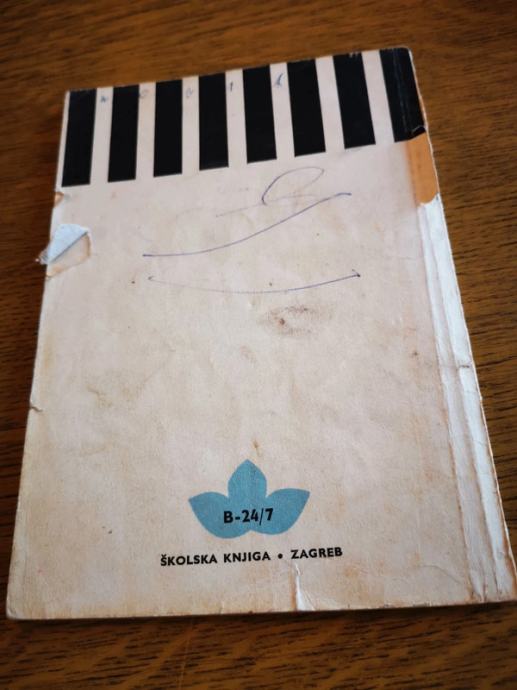 B-24/7
ŠKOLSKA KNJIGA • ZAGREB